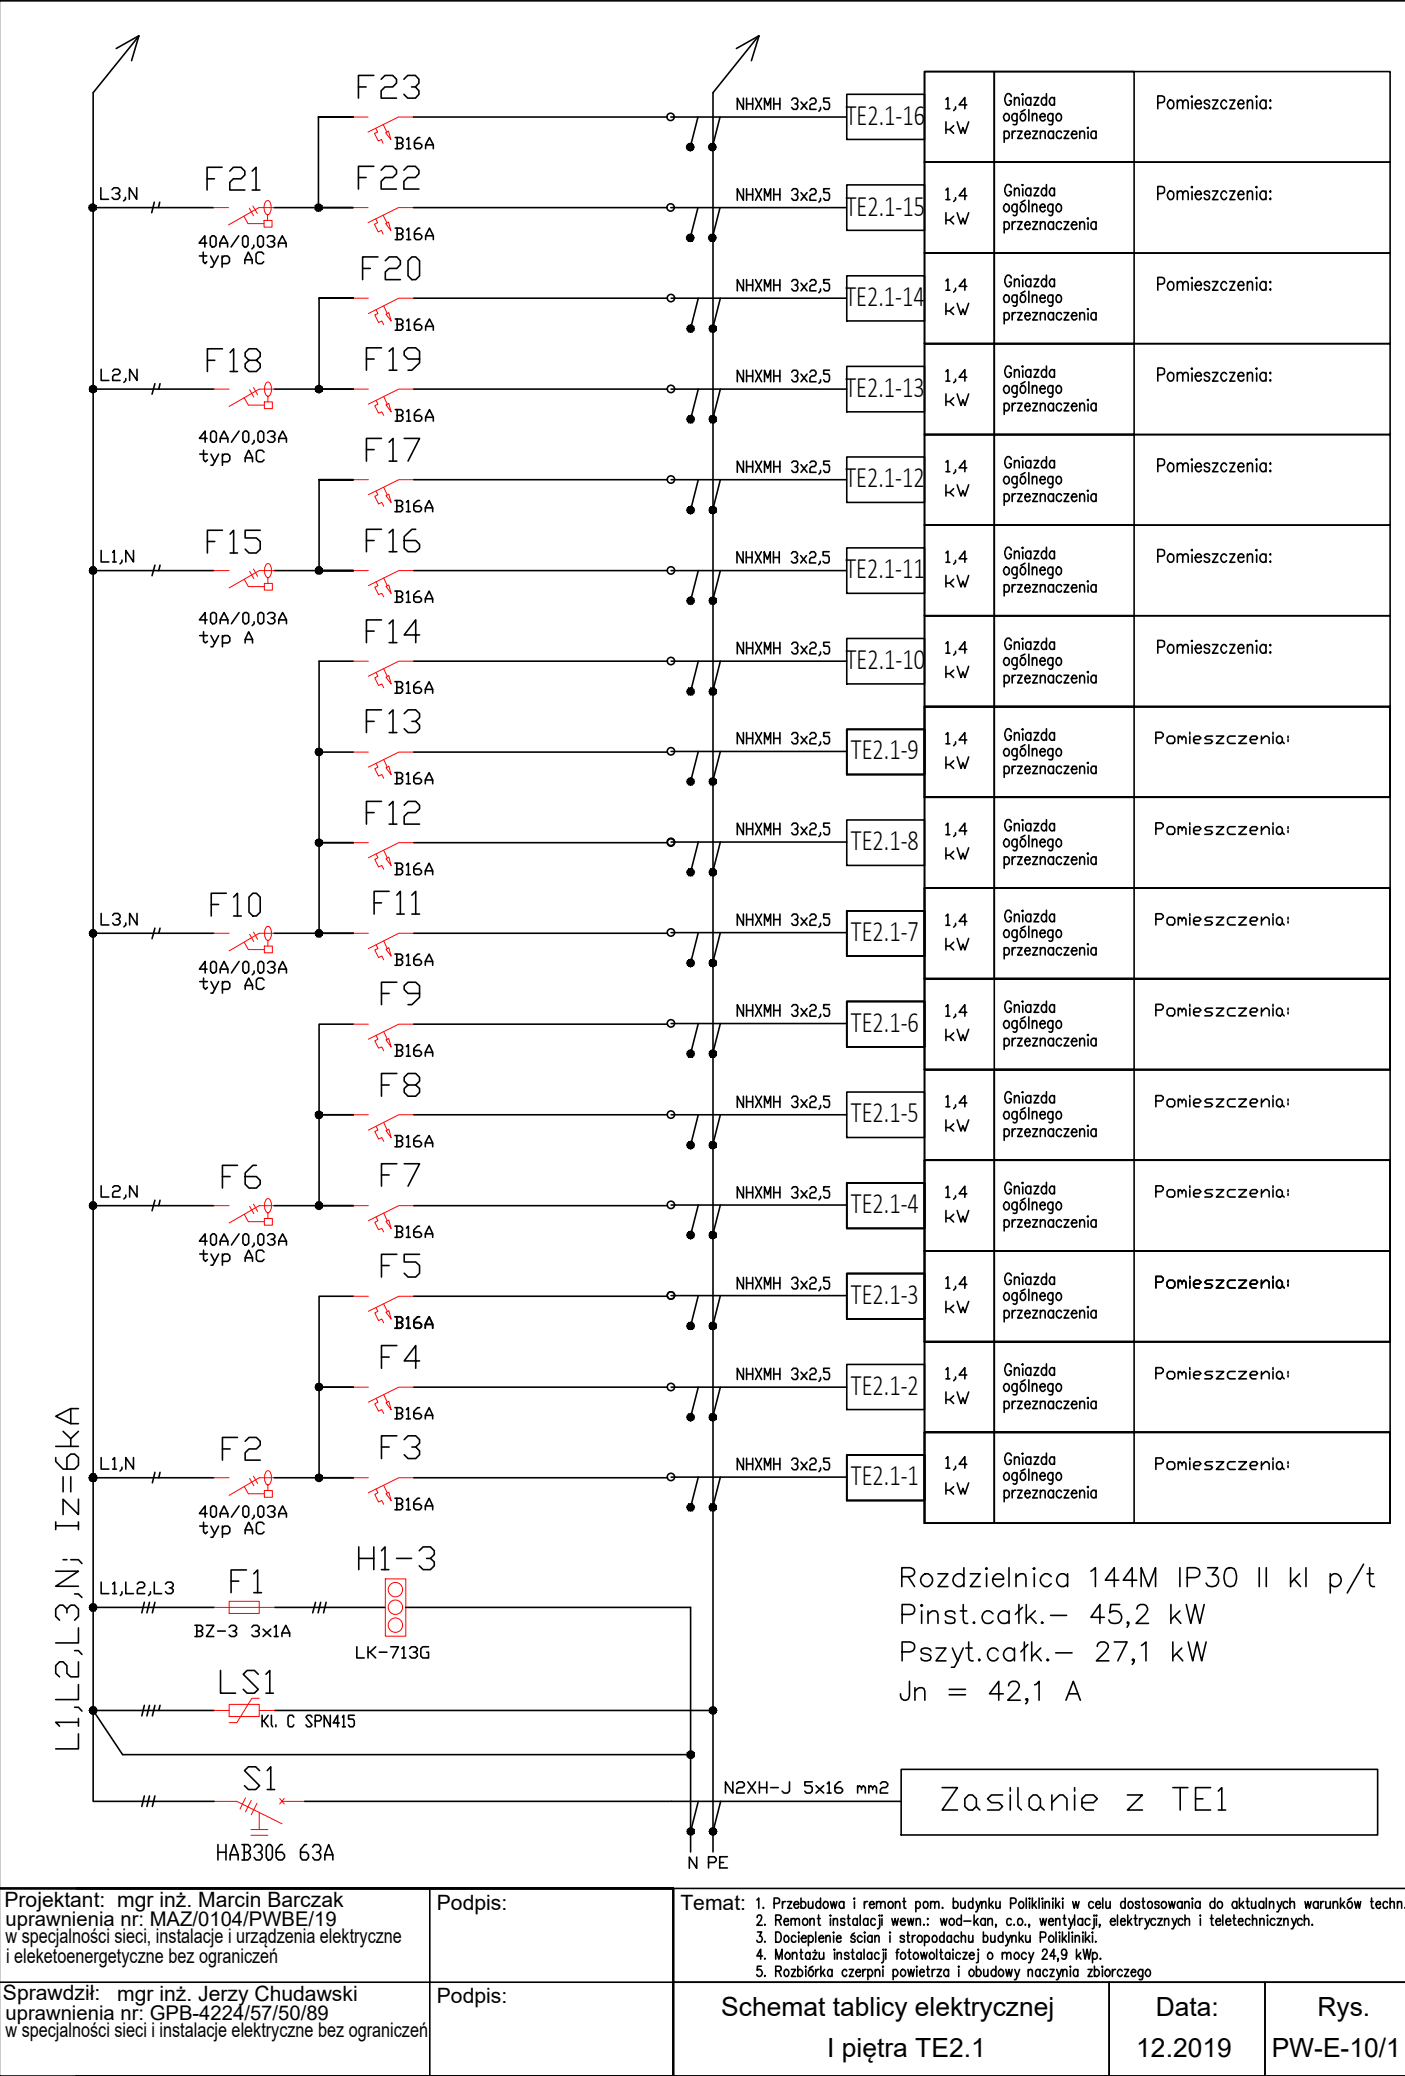 F23
B16A
NHXMH 3x2,5
TE2.1-16
1,4
kW
Gniazda
ogólnego
przeznaczenia
Pomieszczenia:
L3,N
F21
40A/0,03A
typ AC
F22
B16A
NHXMH 3x2,5
TE2.1-15
1,4
kW
Gniazda
ogólnego
przeznaczenia
Pomieszczenia:
F20
B16A
NHXMH 3x2,5
TE2.1-14
1,4
kW
Gniazda
ogólnego
przeznaczenia
Pomieszczenia:
L2,N
F18
40A/0,03A
typ AC
F19
B16A
NHXMH 3x2,5
TE2.1-13
1,4
kW
Gniazda
ogólnego
przeznaczenia
Pomieszczenia:
F17
B16A
NHXMH 3x2,5
TE2.1-12
1,4
kW
Gniazda
ogólnego
przeznaczenia
Pomieszczenia:
L1,N
F15
40A/0,03A
typ A
F16
B16A
NHXMH 3x2,5
TE2.1-11
1,4
kW
Gniazda
ogólnego
przeznaczenia
Pomieszczenia:
F14
B16A
NHXMH 3x2,5
TE2.1-10
1,4
kW
Gniazda
ogólnego
przeznaczenia
Pomieszczenia:
F13
B16A
NHXMH 3x2,5
TE2.1-9
1,4
kW
Gniazda
ogólnego
przeznaczenia
Pomieszczenia:
F12
B16A
NHXMH 3x2,5
TE2.1-8
1,4
kW
Gniazda
ogólnego
przeznaczenia
Pomieszczenia:
L3,N
F10
40A/0,03A
typ AC
F11
B16A
NHXMH 3x2,5
TE2.1-7
1,4
kW
Gniazda
ogólnego
przeznaczenia
Pomieszczenia:
F9
B16A
NHXMH 3x2,5
TE2.1-6
1,4
kW
Gniazda
ogólnego
przeznaczenia
Pomieszczenia:
F8
B16A
NHXMH 3x2,5
TE2.1-5
1,4
kW
Gniazda
ogólnego
przeznaczenia
Pomieszczenia:
L2,N
F6
40A/0,03A
typ AC
F7
B16A
NHXMH 3x2,5
TE2.1-4
1,4
kW
Gniazda
ogólnego
przeznaczenia
Pomieszczenia:
F5
B16A
NHXMH 3x2,5
TE2.1-3
1,4
kW
Gniazda
ogólnego
przeznaczenia
Pomieszczenia:
F4
B16A
NHXMH 3x2,5
TE2.1-2
1,4
kW
Gniazda
ogólnego
przeznaczenia
Pomieszczenia:
L1,N
F2
40A/0,03A
typ AC
F3
B16A
NHXMH 3x2,5
TE2.1-1
1,4
kW
Gniazda
ogólnego
przeznaczenia
Pomieszczenia:
L1,L2,L3,N; Iz=6kA
L1,L2,L3
F1
BZ-3 3x1A
H1-3
LK-713G
LS1
Kl. C SPN415
S1
HAB306 63A
N2XH-J 5x16 mm2
N PE
Rozdzielnica 144M IP30 II kl p/t
Pinst.całk.- 45,2 kW
Pszyt.całk.- 27,1 kW
Jn = 42,1 A
Zasilanie z TE1
Projektant: mgr inż. Marcin Barczak
uprawnienia nr: MAZ/0104/PWBE/19
w specjalności sieci, instalacje i urządzenia elektryczne
i eleketoenergetyczne bez ograniczeń
Podpis:
Temat: 1. Przebudowa i remont pom. budynku Polikliniki w celu dostosowania do aktualnych warunków techn.
2. Remont instalacji wewn.: wod-kan, c.o., wentylacji, elektrycznych i teletechnicznych.
3. Docieplenie ścian i stropodachu budynku Polikliniki.
4. Montażu instalacji fotowoltaiczej o mocy 24,9 kWp.
5. Rozbiórka czerpni powietrza i obudowy naczynia zbiorczego
Sprawdził: mgr inż. Jerzy Chudawski
uprawnienia nr: GPB-4224/57/50/89
w specjalności sieci i instalacje elektryczne bez ograniczeń
Podpis:
Schemat tablicy elektrycznej
I piętra TE2.1
Data:
12.2019
Rys.
PW-E-10/1